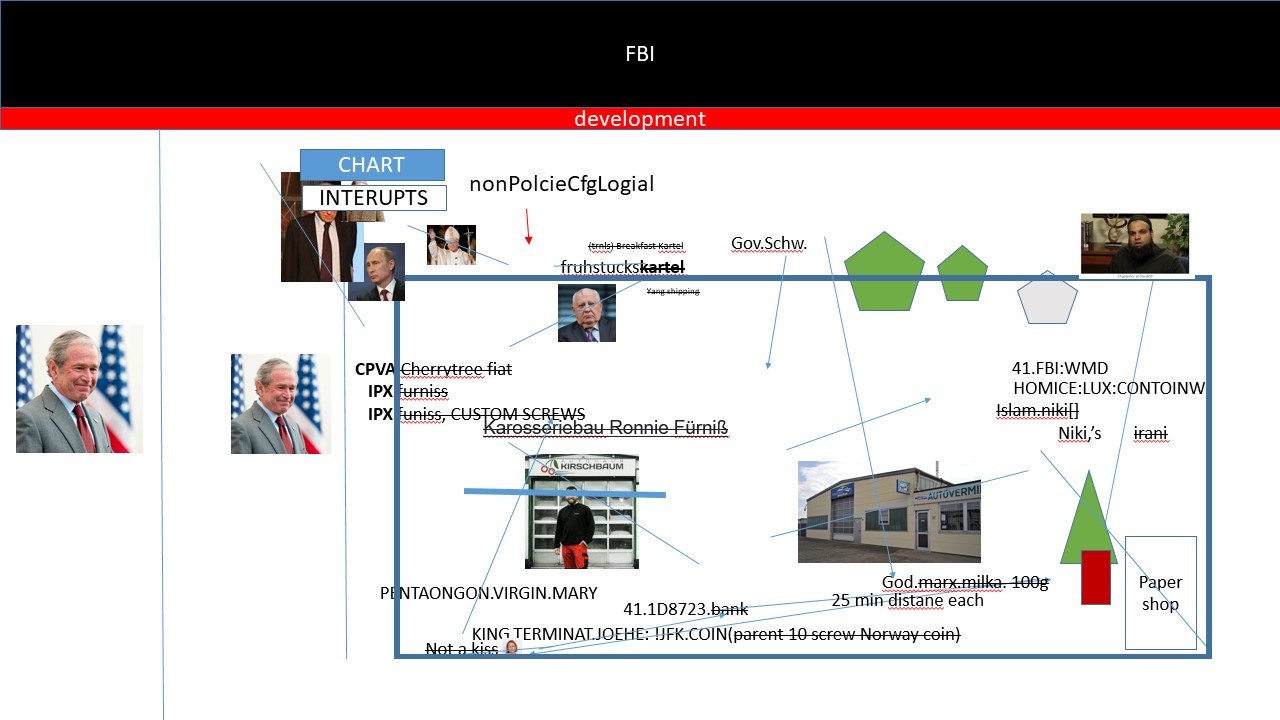 FBI
development
CHART
INTERUPTS
nonPolcieCfgLogial
(trnls) Breakfast Kartel
Gov.Schw.
fruhstuckskartel
Yang shipping
CPVA Cherrytree fiat
IPX furniss
IPX funiss, CUSTOM SCREWS
Karosseriebau Ronnie Fürniß
41.FBI:WMD
HOMICE:LUX:CONTOINW
Islam.niki[]
Niki,'s irani
KIRSCHBAUM
AUTOVERMI
PENTAONGON.VIRGIN.MARY
God.marx.milka. 100g
25 min distane each
41.1D8723.bank
Paper
shop
KING TERMINAT.JOEHE: !JFK.COIN(parent 10 screw Norway coin)
Not a kiss